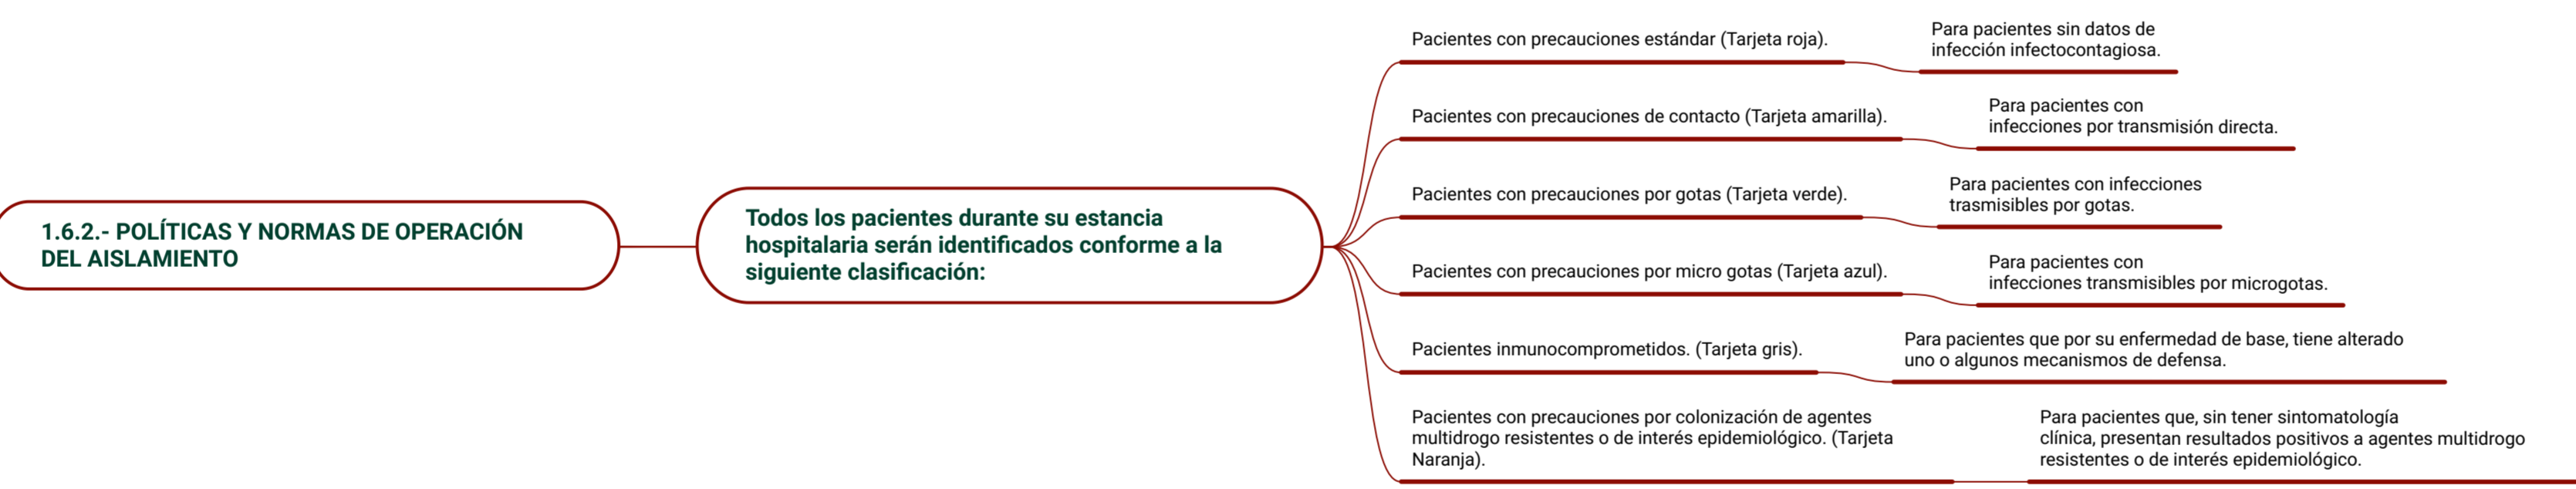 1.6.2.- POLÍTICAS Y NORMAS DE OPERACIÓN
DEL AISLAMIENTO
Todos los pacientes durante su estancia
hospitalaria serán identificados conforme a la
siguiente clasificación:
Pacientes con precauciones estándar (Tarjeta roja).
Para pacientes sin datos de
infección infectocontagiosa.
Pacientes con precauciones de contacto (Tarjeta amarilla).
Para pacientes con
infecciones por transmisión directa.
Pacientes con precauciones por gotas (Tarjeta verde).
Para pacientes con infecciones
trasmisibles por gotas.
Pacientes con precauciones por micro gotas (Tarjeta azul).
Para pacientes con
infecciones transmisibles por microgotas.
Pacientes inmunocomprometidos. (Tarjeta gris).
Para pacientes que por su enfermedad de base, tiene alterado
uno o algunos mecanismos de defensa.
Pacientes con precauciones por colonización de agentes
multidrogo resistentes o de interés epidemiológico. (Tarjeta
Naranja).
Para pacientes que, sin tener sintomatología
clínica, presentan resultados positivos a agentes multidrogo
resistentes o de interés epidemiológico.